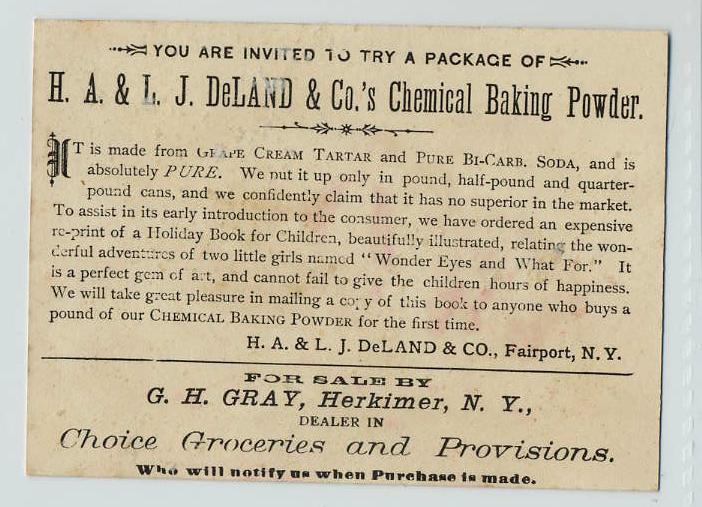 YOU ARE INVITED TO TRY A PACKAGE OF
H. A. & L. J. DeLAND & Co.'s Chemical Baking Powder.
IT is made from GRAPE CREAM TARTAR and PURE BI-CARB. SODA, and is
absolutely PURE. We put it up only in pound, half-pound and quarter-
pound cans, and we confidently claim that it has no superior in the market.
To assist in its early introduction to the consumer, we have ordered an expensive
re-print of a Holiday Book for Children, beautifully illustrated, relating the won-
derful adventures of two little girls named "Wonder Eyes and What For." It
is a perfect gem of art, and cannot fail to give the children hours of happiness.
We will take great pleasure in mailing a copy of this book to anyone who buys a
pound of our CHEMICAL BAKING POWDER for the first time.
H. A. & L. J. DeLAND & CO., Fairport, N.Y.
FOR SALE BY
G. H. GRAY, Herkimer, N. Y.,
DEALER IN
Choice Groceries and Provisions.
Who will notify us when Purchase is made.